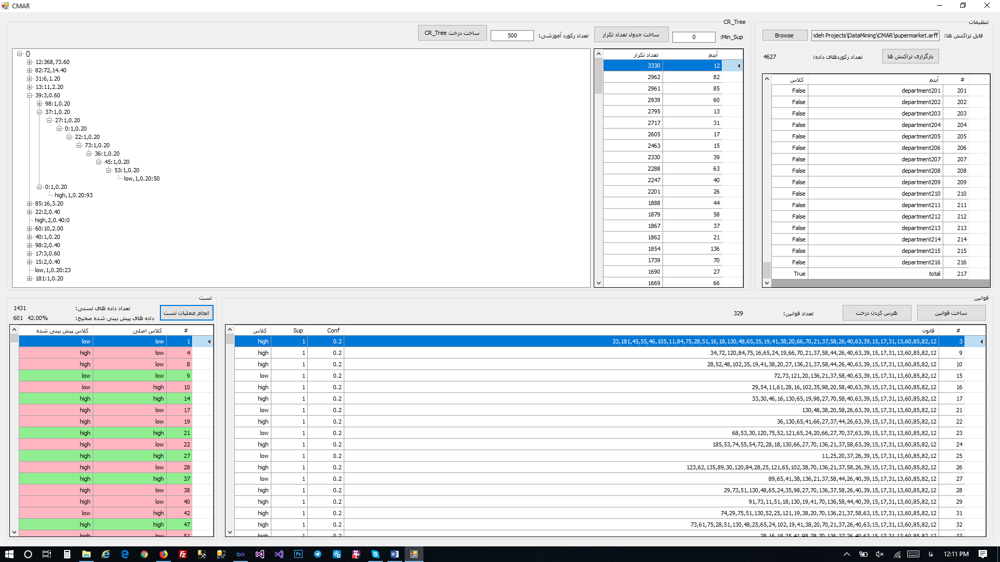 CMAR
تنظیمات
فایل تراکنش ها:
ndeh Projects\DataMining\CMAR\supermarket.arff
Browse
بارگزاری تراکنش ها
تعداد رکوردهای داده:
4627
# آیتم کلاس
201 department201 False
202 department202 False
203 department203 False
204 department204 False
205 department205 False
206 department206 False
207 department207 False
208 department208 False
209 department209 False
210 department210 False
211 department211 False
212 department212 False
213 department213 False
214 department214 False
215 department215 False
216 department216 False
217 total True
CR_Tree
Min_Sup:
0
ساخت جدول تعداد تکرار
تعداد رکورد آموزشی:
500
ساخت درخت CR_Tree
آیتم تعداد تکرار
12 3330
82 2962
85 2961
60 2939
13 2795
31 2717
17 2605
15 2463
39 2330
63 2288
40 2247
26 2201
44 1888
58 1879
37 1867
21 1862
136 1854
70 1739
27 1690
66 1669
{}
12:368,73.60
82:72,14.40
31:6,1.20
13:11,2.20
39:3,0.60
98:1,0.20
37:1,0.20
27:1,0.20
0:1,0.20
22:1,0.20
73:1,0.20
36:1,0.20
45:1,0.20
53:1,0.20
low,1,0.20:50
0:1,0.20
high,1,0.20:93
85:16,3.20
22:2,0.40
high,2,0.40:0
60:10,2.00
40:1,0.20
98:2,0.40
17:3,0.60
15:2,0.40
low,1,0.20:23
181:1,0.20
قوانین
ساخت قوانین
هرس کردن درخت
تعداد قوانین:
329
# قانون Conf Sup کلاس
3 33,181,45,55,46,105,11,84,75,28,51,16,18,130,48,65,35,19,41,38,20,66,70,21,37,58,26,40,63,39,15,17,31,13,60,85,82,12 0.2 1 high
9 34,72,120,84,75,16,65,24,19,66,70,21,37,58,44,26,40,63,39,15,17,31,13,60,85,82,12 0.2 1 high
10 28,52,48,102,35,19,41,38,20,27,136,21,37,58,44,26,40,63,39,15,17,31,13,60,85,82,12 0.2 1 high
15 72,73,121,20,136,21,37,58,40,63,39,15,17,31,13,60,85,82,12 0.2 1 low
16 29,54,11,61,28,16,102,35,98,20,58,40,63,39,15,17,31,13,60,85,82,12 0.2 1 high
17 33,30,46,16,130,65,19,98,27,70,58,40,63,39,15,17,31,13,60,85,82,12 0.2 1 high
21 130,48,38,20,58,26,63,39,15,17,31,13,60,85,82,12 0.2 1 low
22 36,130,65,41,66,27,37,44,26,63,39,15,17,31,13,60,85,82,12 0.2 1 high
23 68,53,30,120,75,52,121,65,24,20,66,27,70,37,63,39,15,17,31,13,60,85,82,12 0.2 1 low
24 185,53,74,55,54,72,28,18,130,66,27,70,136,21,37,58,63,39,15,17,31,13,60,85,82,12 0.2 1 high
25 11,25,20,37,26,39,15,17,31,13,60,85,82,12 0.2 1 low
26 123,62,135,89,30,120,84,28,25,121,65,102,38,70,136,21,37,58,26,39,15,17,31,13,60,85,82,12 0.2 1 high
27 89,65,41,38,136,21,37,58,44,26,40,39,15,17,31,13,60,85,82,12 0.2 1 low
28 29,73,51,130,48,65,24,35,98,27,70,136,37,58,26,40,39,15,17,31,13,60,85,82,12 0.2 1 high
29 91,73,11,51,18,130,19,41,70,136,58,44,40,39,15,17,31,13,60,85,82,12 0.2 1 high
31 74,29,75,51,130,52,25,121,19,38,20,70,136,21,37,58,63,15,17,31,13,60,85,82,12 0.2 1 high
32 73,61,75,28,51,130,48,25,65,24,102,19,41,38,20,70,21,37,26,40,63,15,17,31,13,60,85,82,12 0.2 1 high
33 28,16,18,35,41,98,38,70,136,37,26,40,63,15,17,31,13,60,85,82,12 0.2 1 high
تست
انجام عملیات تست
تعداد داده های تستی:
1431
داده های پیش بینی شده صحیح:
601 42.00%
# کلاس اصلی کلاس پیش بینی شده
1 low low
4 low high
8 low high
9 low low
10 high low
14 high high
17 low high
19 low high
21 high high
22 low high
27 high high
28 low high
37 high high
38 low high
40 low high
42 high low
47 high high
51 low high
فا
12:11 PM